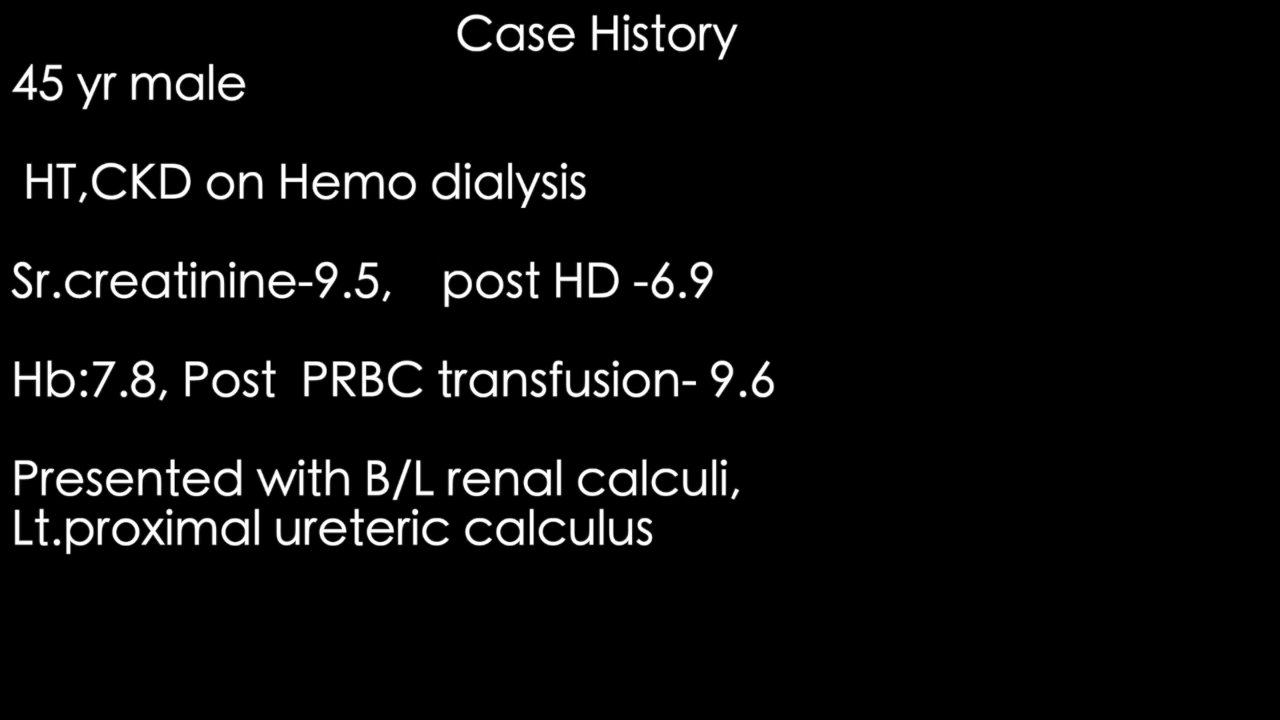 Case History
45 yr male
HT,CKD on Hemo dialysis
Sr.creatinine-9.5, post HD -6.9
Hb:7.8, Post PRBC transfusion- 9.6
Presented with B/L renal calculi,
Lt.proximal ureteric calculus